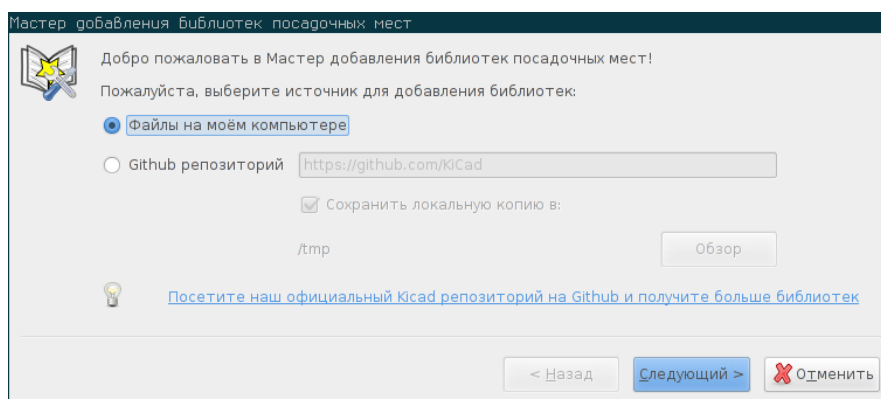 Мастер добавления библиотек посадочных мест
Добро пожаловать в Мастер добавления библиотек посадочных мест!
Пожалуйста, выберите источник для добавления библиотек:
Файлы на моём компьютере
Github репозиторий https://github.com/KiCad
Сохранить локальную копию в:
/tmp Обзор
Посетите наш официальный Kicad репозиторий на Github и получите больше библиотек
< Назад Следующий > Отменить